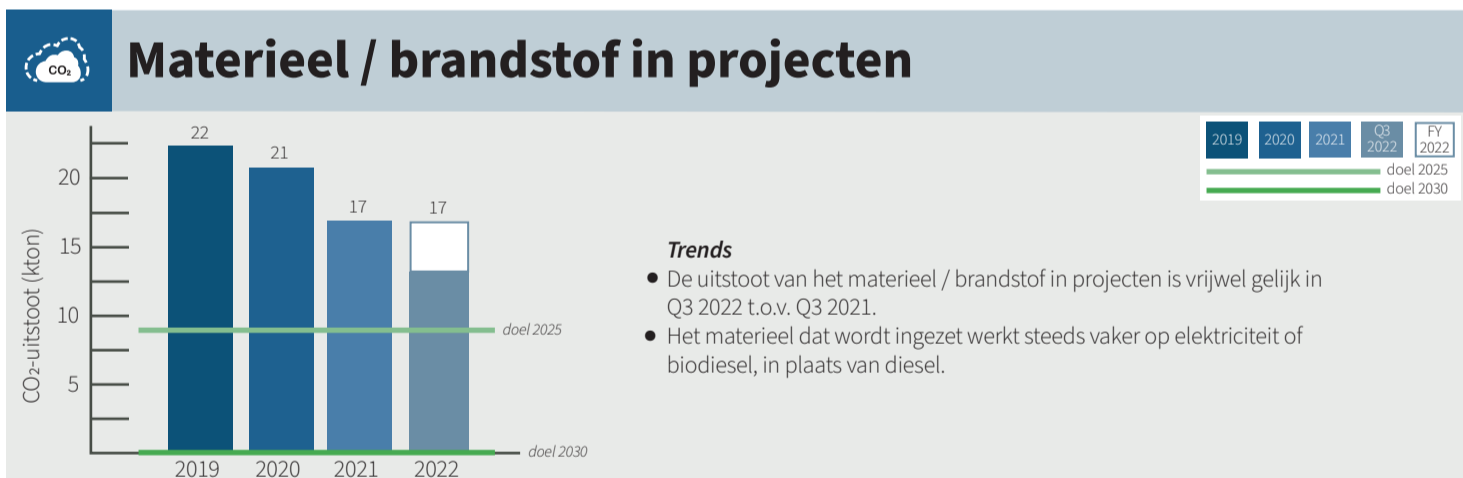 CO₂
Materieel / brandstof in projecten
2019
2020
2021
Q3
2022
FY
2022
doel 2025
doel 2030
22
21
17
17
20
15
10
5
CO₂-uitstoot (kton)
doel 2025
doel 2030
2019
2020
2021
2022
Trends
● De uitstoot van het materieel / brandstof in projecten is vrijwel gelijk in
Q3 2022 t.o.v. Q3 2021.
● Het materieel dat wordt ingezet werkt steeds vaker op elektriciteit of
biodiesel, in plaats van diesel.